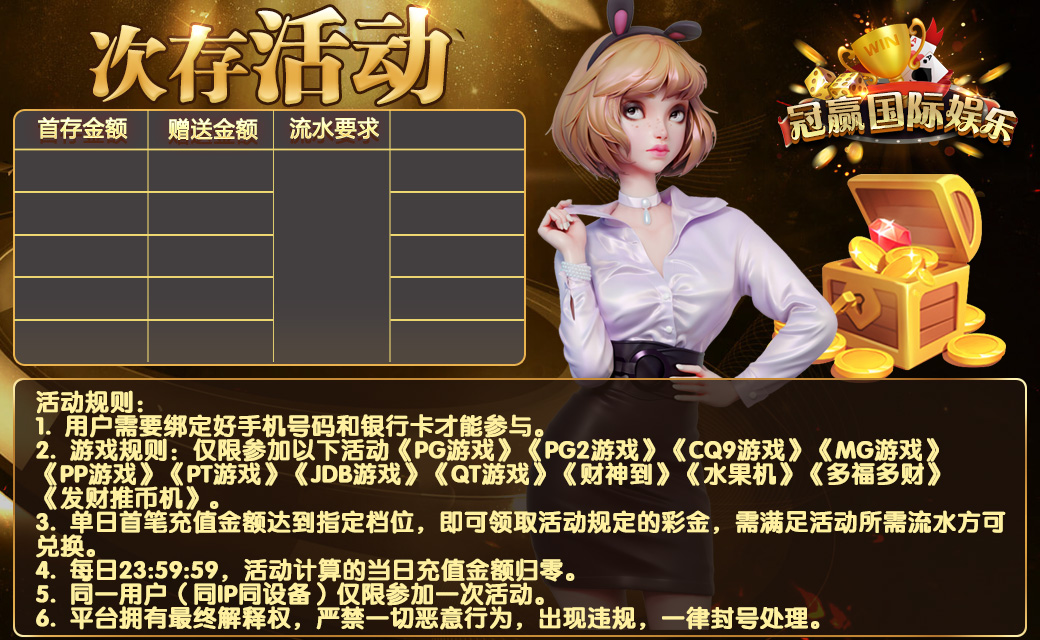 次存活动
WIN
冠赢国际娱乐
首存金额 赠送金额 流水要求
活动规则：
1. 用户需要绑定好手机号码和银行卡才能参与。
2. 游戏规则：仅限参加以下活动《PG游戏》《PG2游戏》《CQ9游戏》《MG游戏》
《PP游戏》《PT游戏》《JDB游戏》《QT游戏》《财神到》《水果机》《多福多财》
《发财推币机》。
3. 单日首笔充值金额达到指定档位，即可领取活动规定的彩金，需满足活动所需流水方可
兑换。
4. 每日23:59:59，活动计算的当日充值金额归零。
5. 同一用户（同IP同设备）仅限参加一次活动。
6. 平台拥有最终解释权，严禁一切恶意行为，出现违规，一律封号处理。